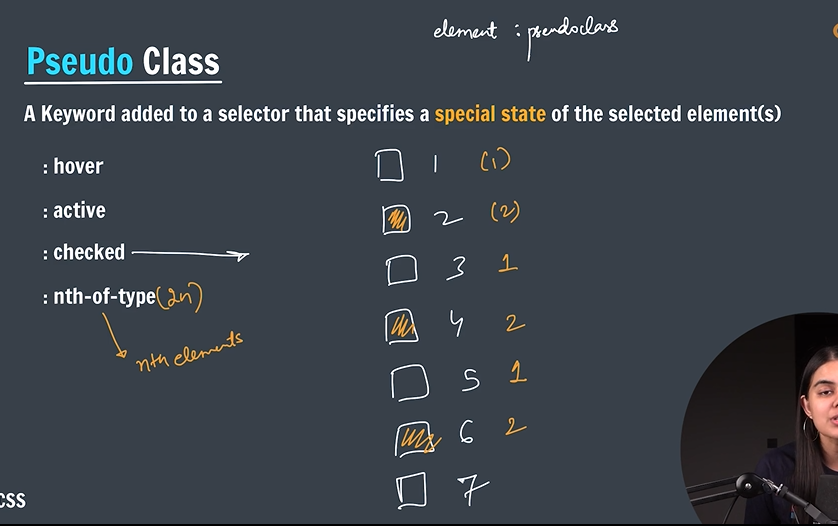 element : pseudoclass
Pseudo Class
A Keyword added to a selector that specifies a special state of the selected element(s)
: hover
: active
: checked
: nth-of-type(2n)
nth elements
1 (1)
2 (2)
3 1
4 2
5 1
6 2
7
CSS